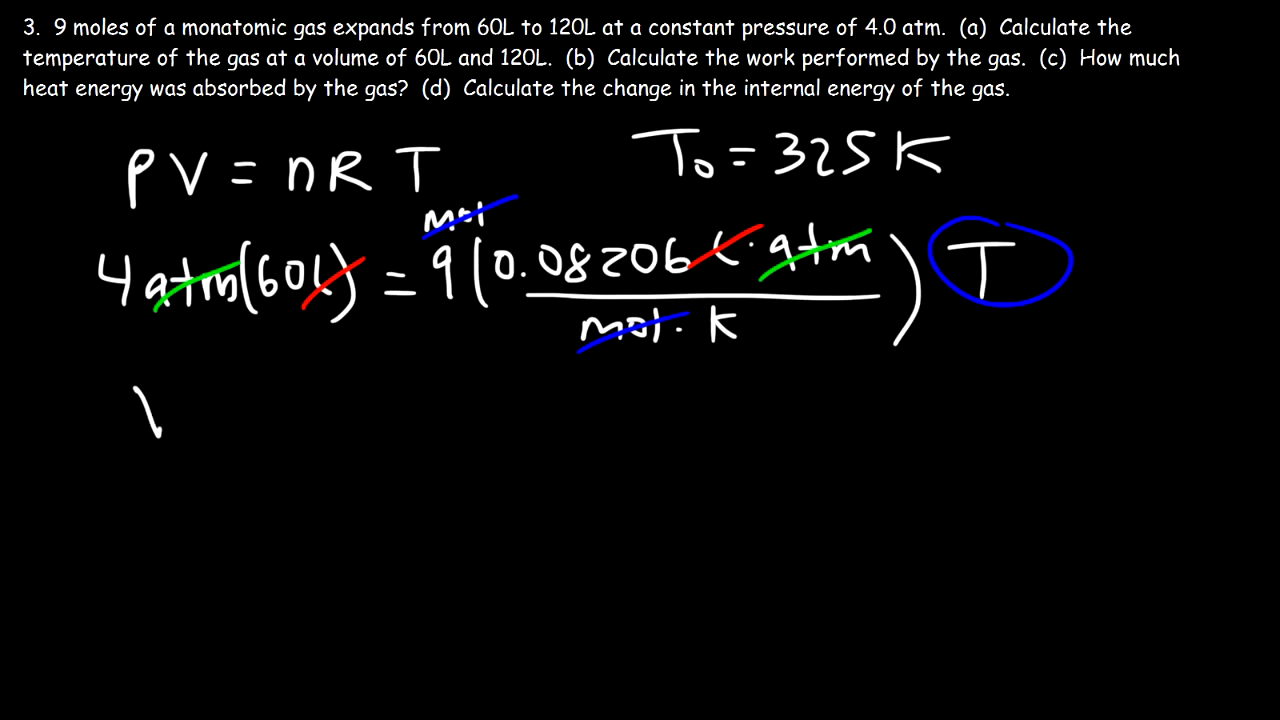 3. 9 moles of a monatomic gas expands from 60L to 120L at a constant pressure of 4.0 atm. (a) Calculate the
temperature of the gas at a volume of 60L and 120L. (b) Calculate the work performed by the gas. (c) How much
heat energy was absorbed by the gas? (d) Calculate the change in the internal energy of the gas.
PV = nRT
T₀ = 325 K
mol
4 atm(60L) = 9(0.08206 L·atm) T
mol·K
\